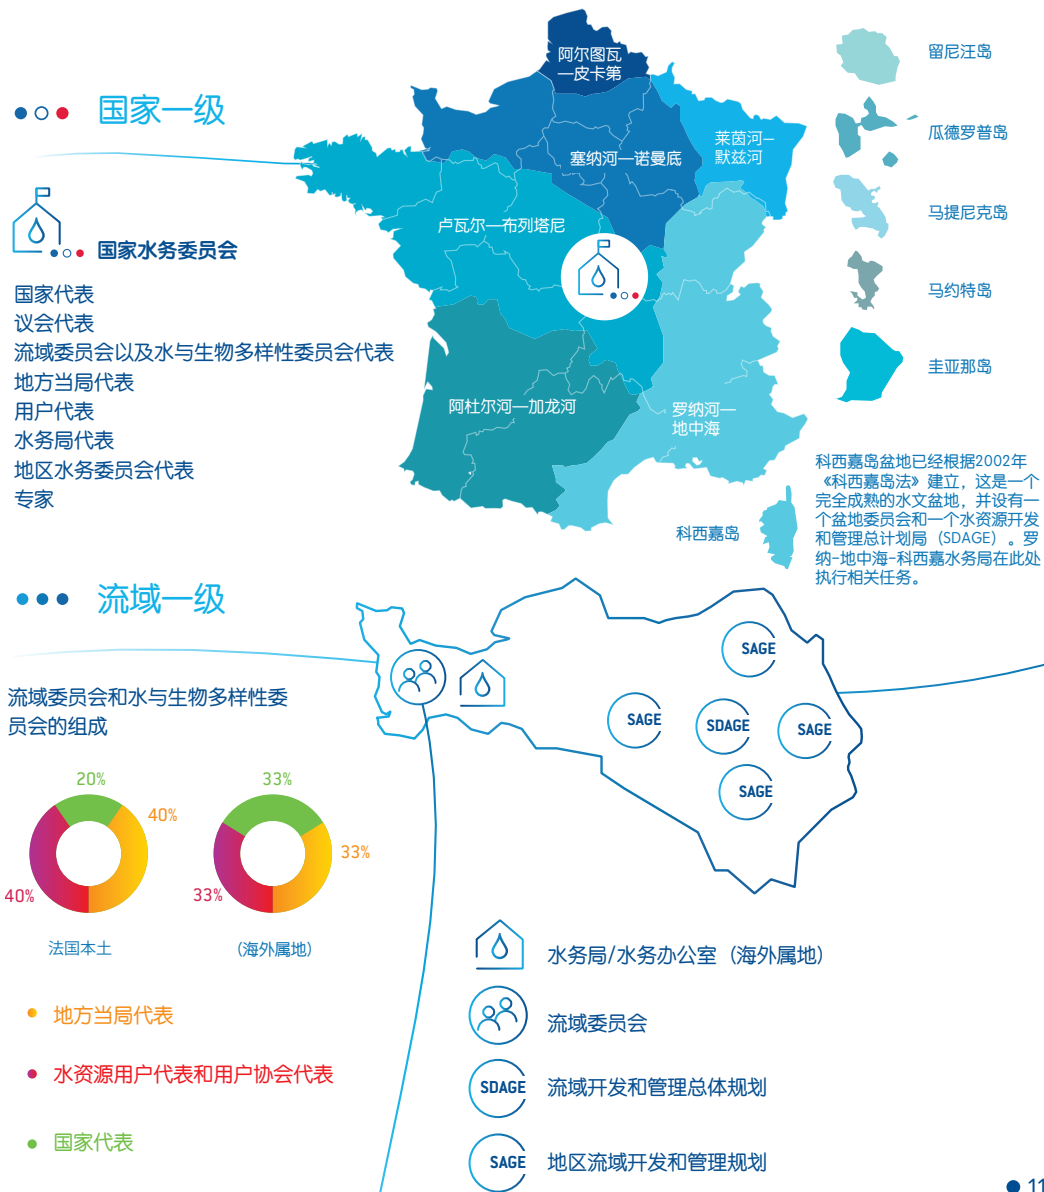 国家一级
国家水务委员会
国家代表
议会代表
流域委员会以及水与生物多样性委员会代表
地方当局代表
用户代表
水务局代表
地区水务委员会代表
专家
阿尔图瓦
—皮卡第
塞纳河—诺曼底
莱茵河—
默兹河
卢瓦尔—布列塔尼
阿杜尔河—加龙河
罗纳河—
地中海
科西嘉岛
留尼汪岛
瓜德罗普岛
马提尼克岛
马约特岛
圭亚那岛
科西嘉岛盆地已经根据2002年
《科西嘉岛法》建立，这是一个
完全成熟的水文盆地，并设有一
个盆地委员会和一个水资源开发
和管理总计划局（SDAGE）。罗
纳-地中海-科西嘉水务局在此处
执行相关任务。
流域一级
流域委员会和水与生物多样性委
员会的组成
20%
40%
40%
法国本土
33%
33%
33%
（海外属地）
地方当局代表
水资源用户代表和用户协会代表
国家代表
SAGE
SAGE
SDAGE
SAGE
SAGE
水务局/水务办公室（海外属地）
流域委员会
SDAGE 流域开发和管理总体规划
SAGE 地区流域开发和管理规划
11